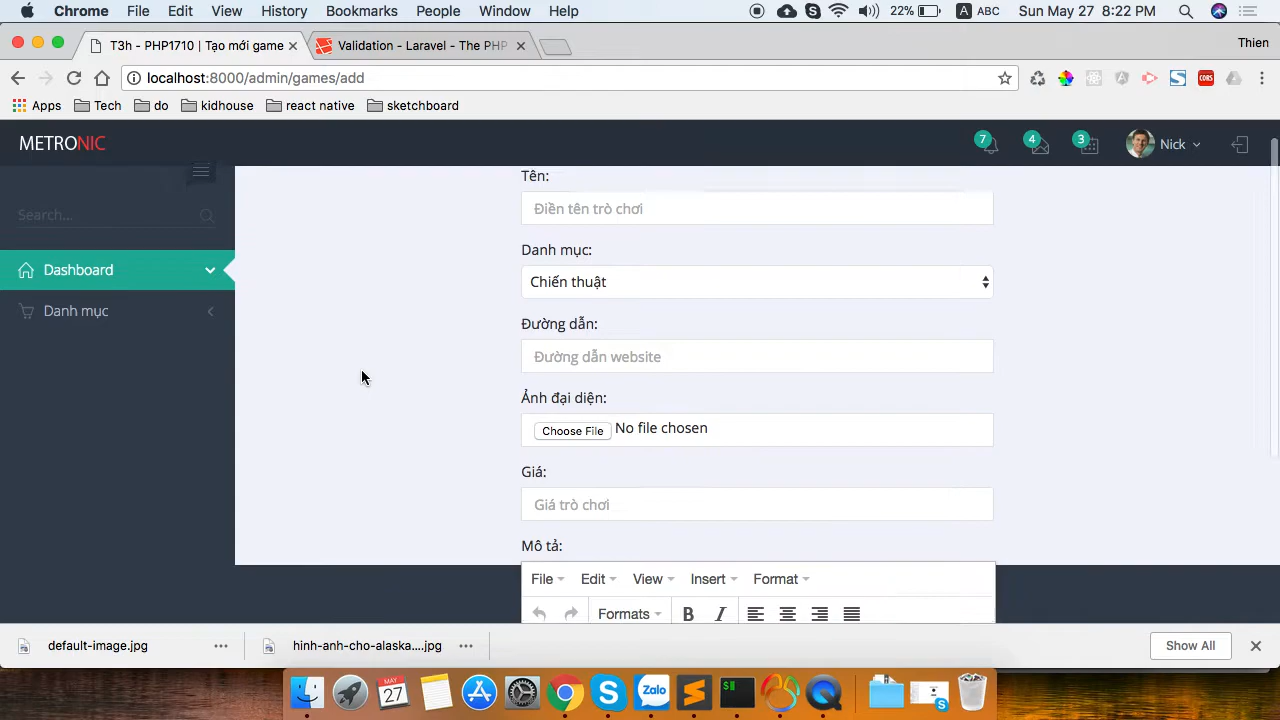 Chrome File Edit View History Bookmarks People Window Help 22% A ABC Sun May 27 8:22 PM
T3h - PHP1710 | Tạo mới game Validation - Laravel - The PHP Thien
localhost:8000/admin/games/add CORS
Apps Tech do kidhouse react native sketchboard
METRONIC 7 4 3 Nick
Tên:
Search...
Điền tên trò chơi
Danh mục:
Dashboard
Chiến thuật
Danh mục
Đường dẫn:
Đường dẫn website
Ảnh đại diện:
Choose File No file chosen
Giá:
Giá trò chơi
Mô tả:
File Edit View Insert Format
Formats B I
default-image.jpg hinh-anh-cho-alaska....jpg Show All
MAY
27 Zalo